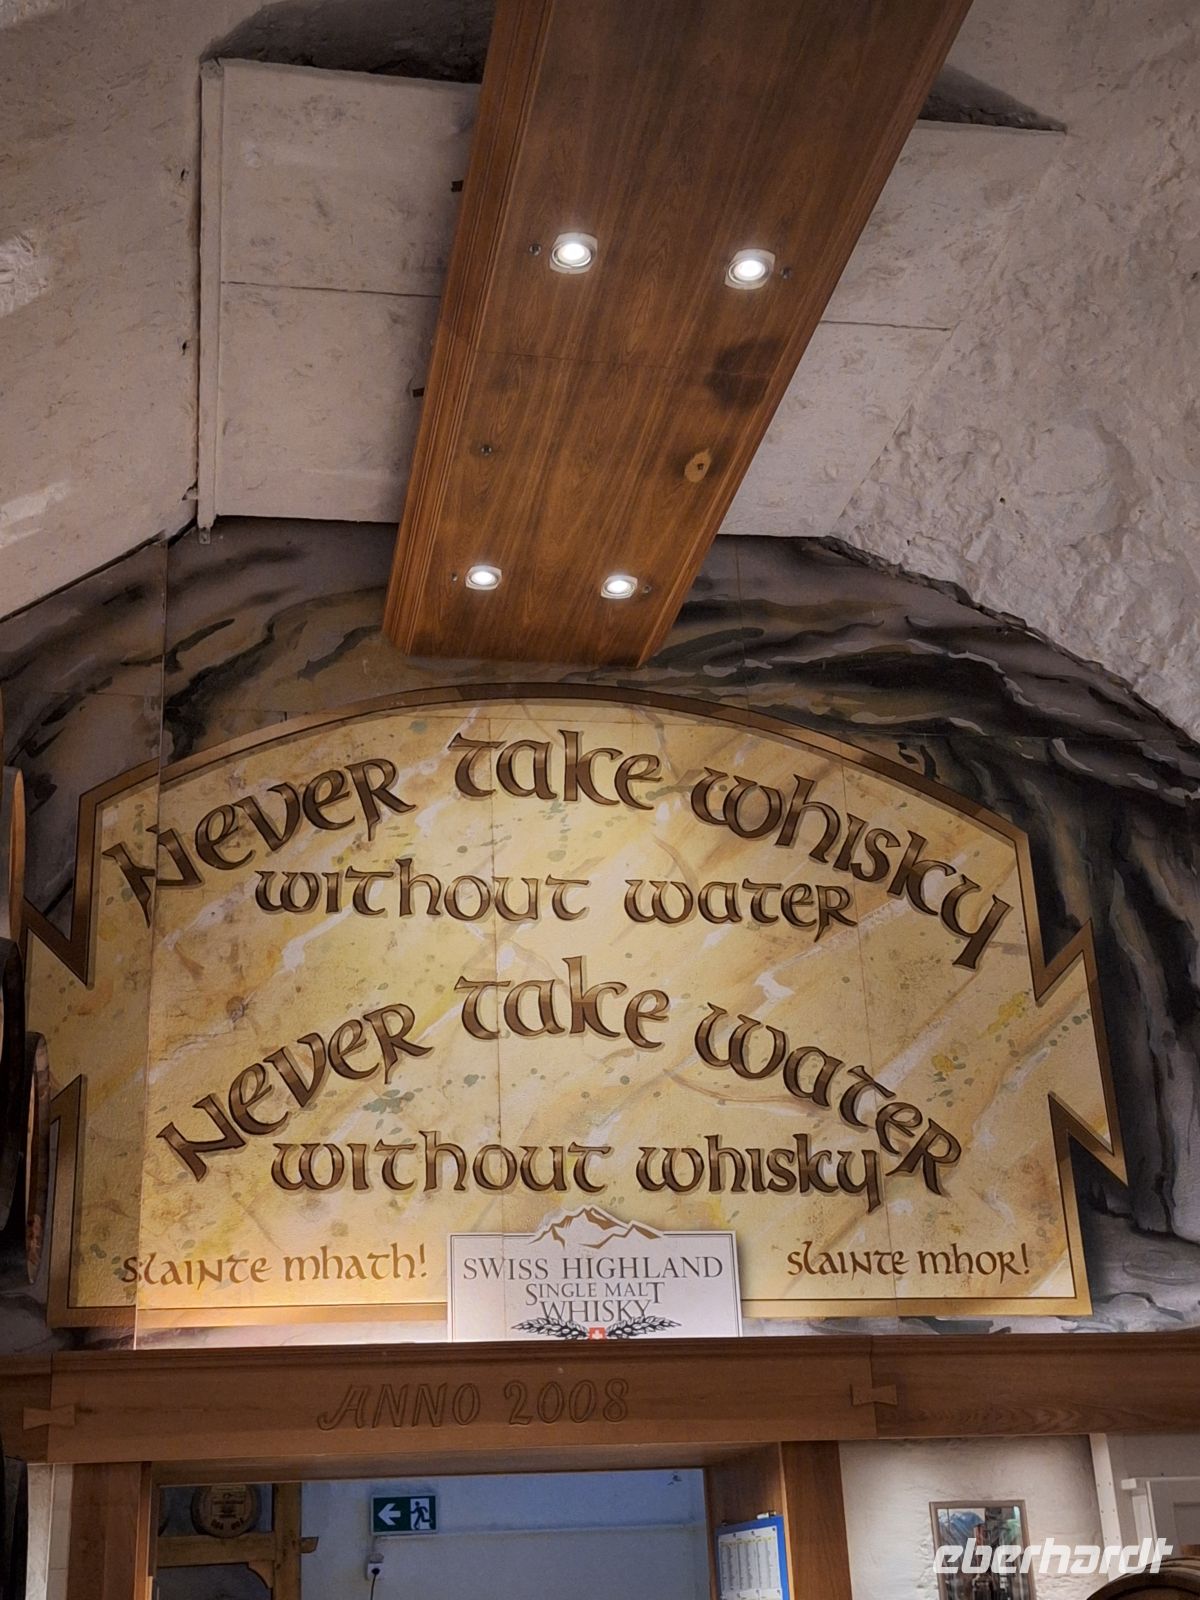 Never take whisky
without water
Never take water
without whisky
slainte mhath!
slainte mhor!
SWISS HIGHLAND
SINGLE MALT
WHISKY
ANNO 2008
eberhardt